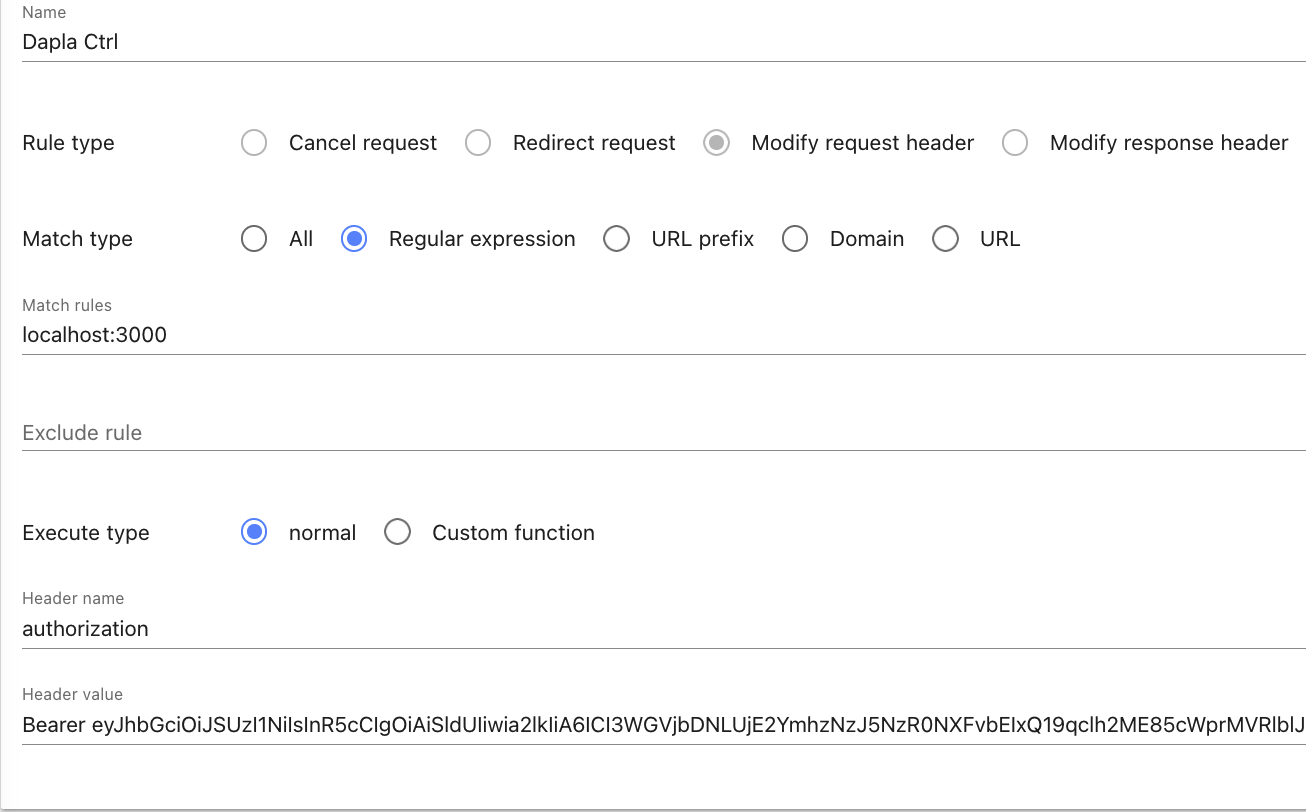 Name
Dapla Ctrl
Rule type Cancel request Redirect request Modify request header Modify response header
Match type All Regular expression URL prefix Domain URL
Match rules
localhost:3000
Exclude rule
Execute type normal Custom function
Header name
authorization
Header value
Bearer